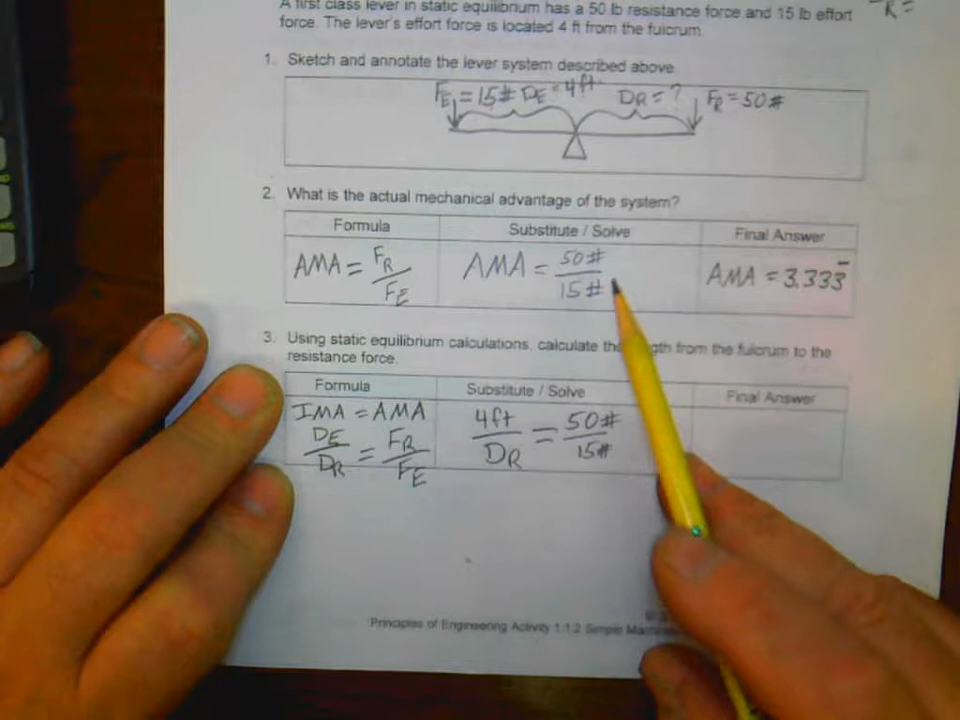 A first class lever in static equilibrium has a 50 lb resistance force and 15 lb effort
force. The lever's effort force is located 4 ft from the fulcrum.
R =
1. Sketch and annotate the lever system described above.
FE = 15# DE = 4ft. DR = ? FR = 50#
2. What is the actual mechanical advantage of the system?
Formula Substitute / Solve Final Answer
AMA = FR/FE AMA = 50#/15# AMA = 3.333̅
3. Using static equilibrium calculations, calculate the from the fulcrum to the
resistance force.
Formula Substitute / Solve Final Answer
IMA = AMA
DE/DR = FR/FE 4ft/DR = 50#/15#
Principles of Engineering Activity 1.1.2 Simple